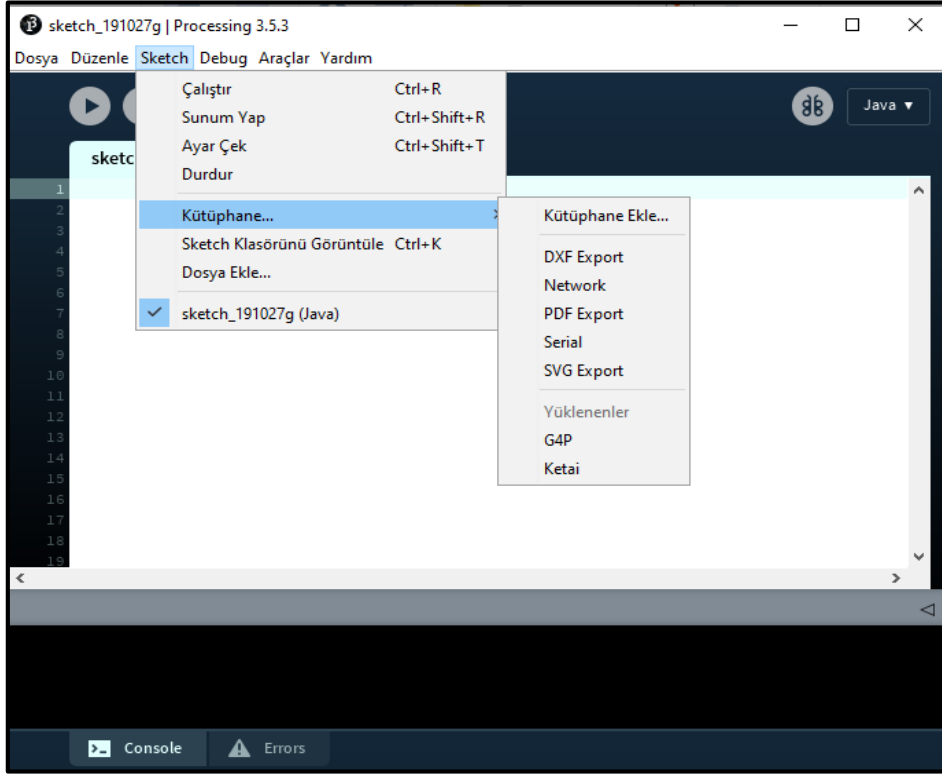 sketch_191027g | Processing 3.5.3
Dosya Düzenle Sketch Debug Araçlar Yardım
Çalıştır Ctrl+R
Sunum Yap Ctrl+Shift+R
Ayar Çek Ctrl+Shift+T
Durdur
Kütüphane...
Sketch Klasörünü Görüntüle Ctrl+K
Dosya Ekle...
sketch_191027g (Java)
Kütüphane Ekle...
DXF Export
Network
PDF Export
Serial
SVG Export
Yüklenenler
G4P
Ketai
Java
sketc
1
2
3
4
5
6
7
8
9
10
11
12
13
14
15
16
17
18
19
Console
Errors